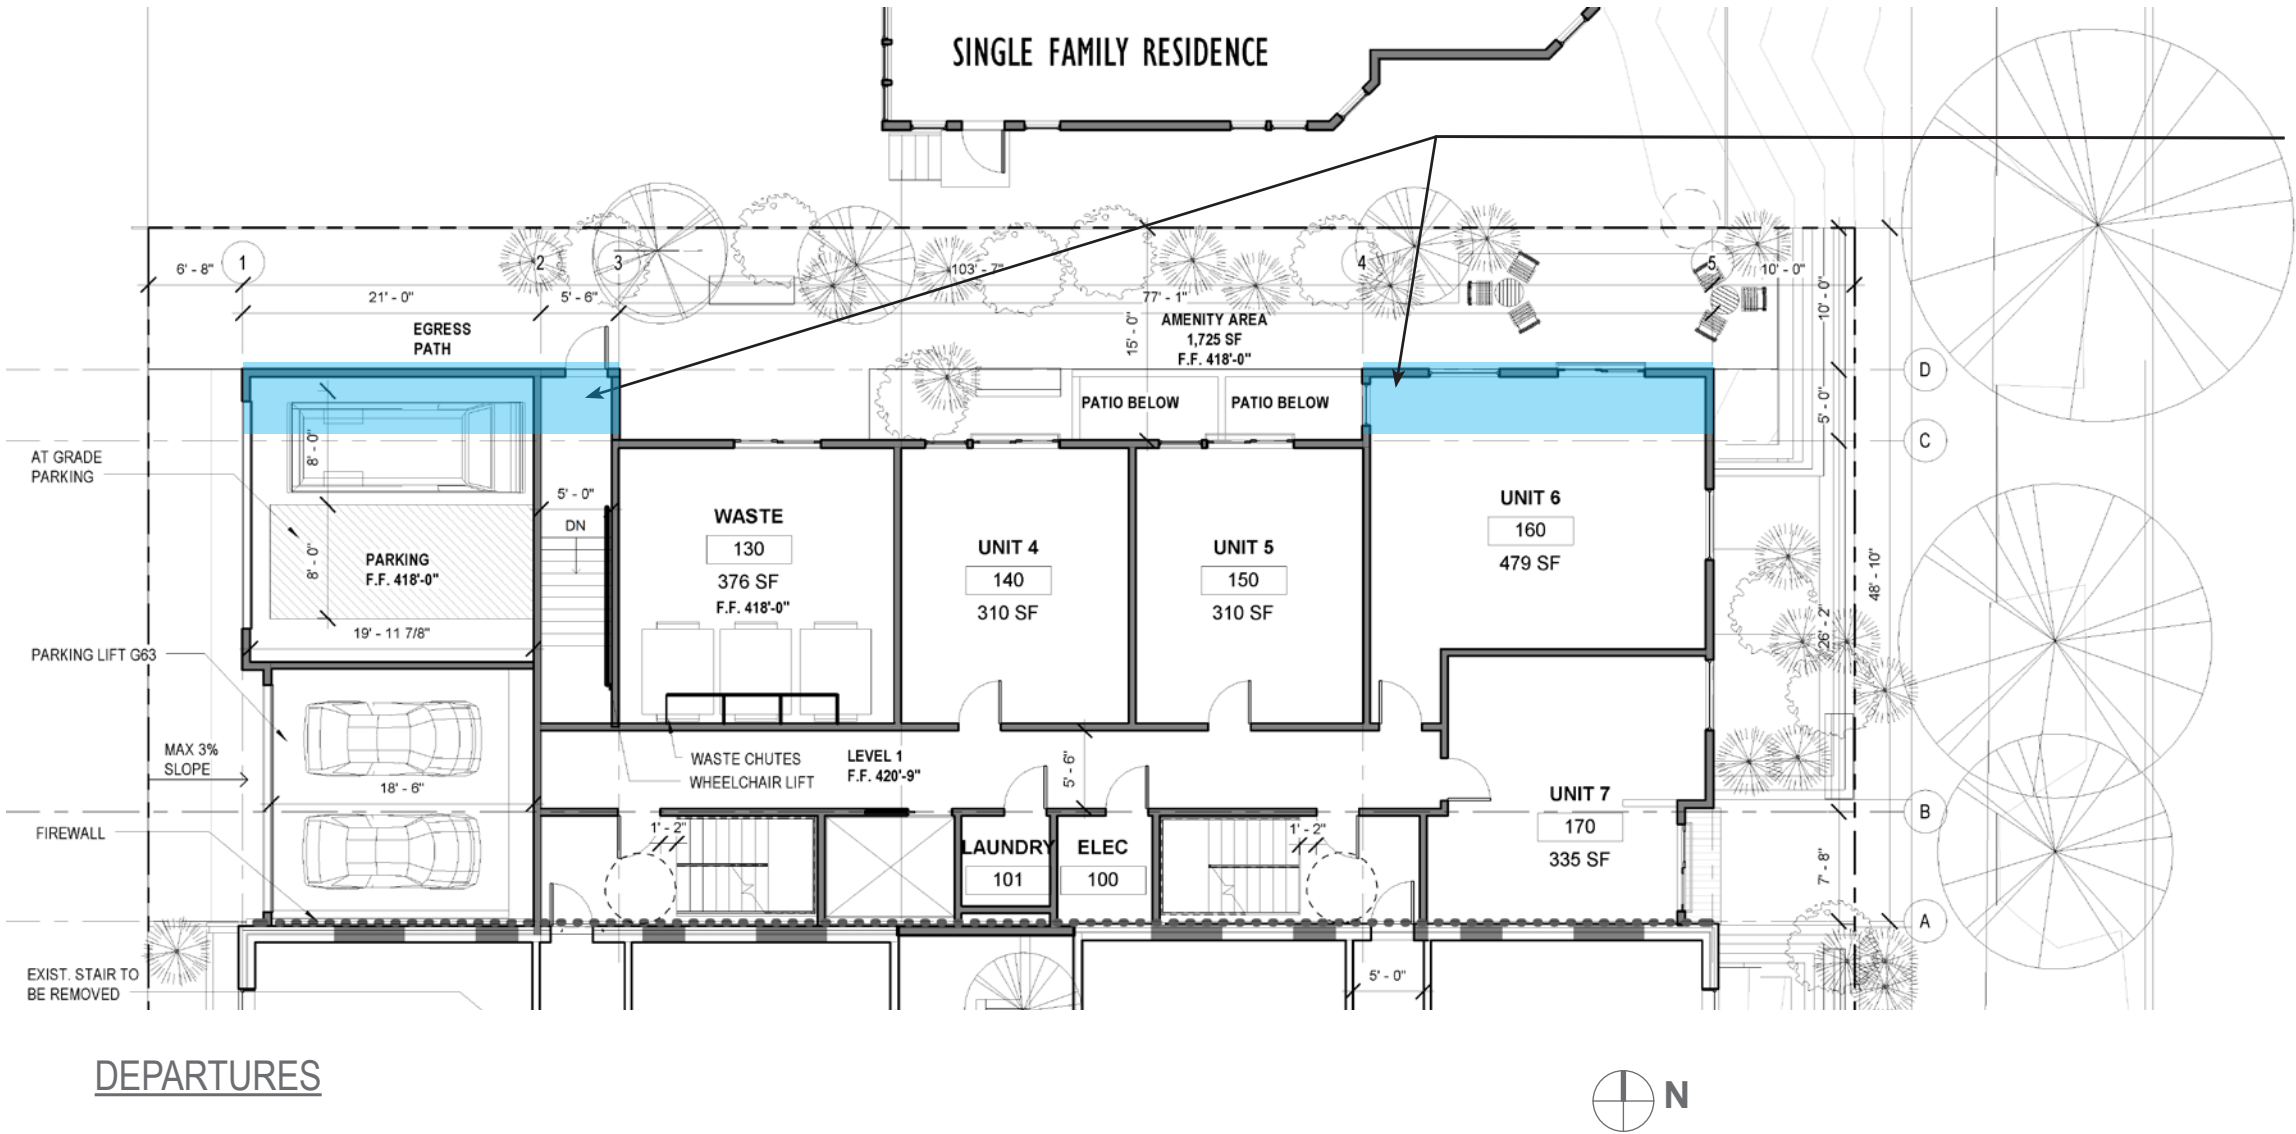 SINGLE FAMILY RESIDENCE
6' - 8"
1
2
3
103' - 7"
4
5
10' - 0"
21' - 0"
5' - 6"
77' - 1"
EGRESS
PATH
15' - 0"
AMENITY AREA
1,725 SF
F.F. 418'-0"
10' - 0"
D
PATIO BELOW
PATIO BELOW
5' - 0"
C
AT GRADE
PARKING
8' - 0"
5' - 0"
DN
WASTE
130
376 SF
F.F. 418'-0"
UNIT 4
140
310 SF
UNIT 5
150
310 SF
UNIT 6
160
479 SF
8' - 0"
PARKING
F.F. 418'-0"
48' - 10"
26' - 2"
19' - 11 7/8"
PARKING LIFT G63
MAX 3%
SLOPE
18' - 6"
WASTE CHUTES
WHEELCHAIR LIFT
LEVEL 1
F.F. 420'-9"
5' - 6"
UNIT 7
170
335 SF
B
FIREWALL
1' - 2"
LAUNDRY
101
ELEC
100
1' - 2"
7' - 8"
A
EXIST. STAIR TO
BE REMOVED
5' - 0"
DEPARTURES
N